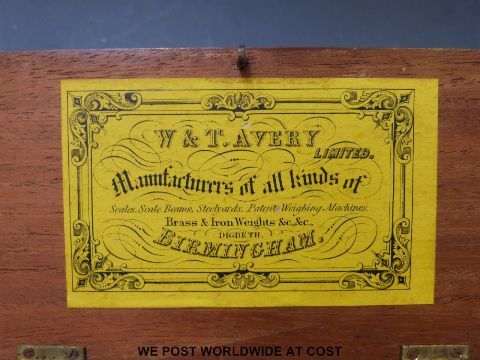 W & T. AVERY
LIMITED.
Manufacturers of all kinds of
Scales, Scale Beams, Steelyards, Patent Weighing Machines.
Brass & Iron Weights &c, &c.,
DIGBETH,
BIRMINGHAM.
WE POST WORLDWIDE AT COST